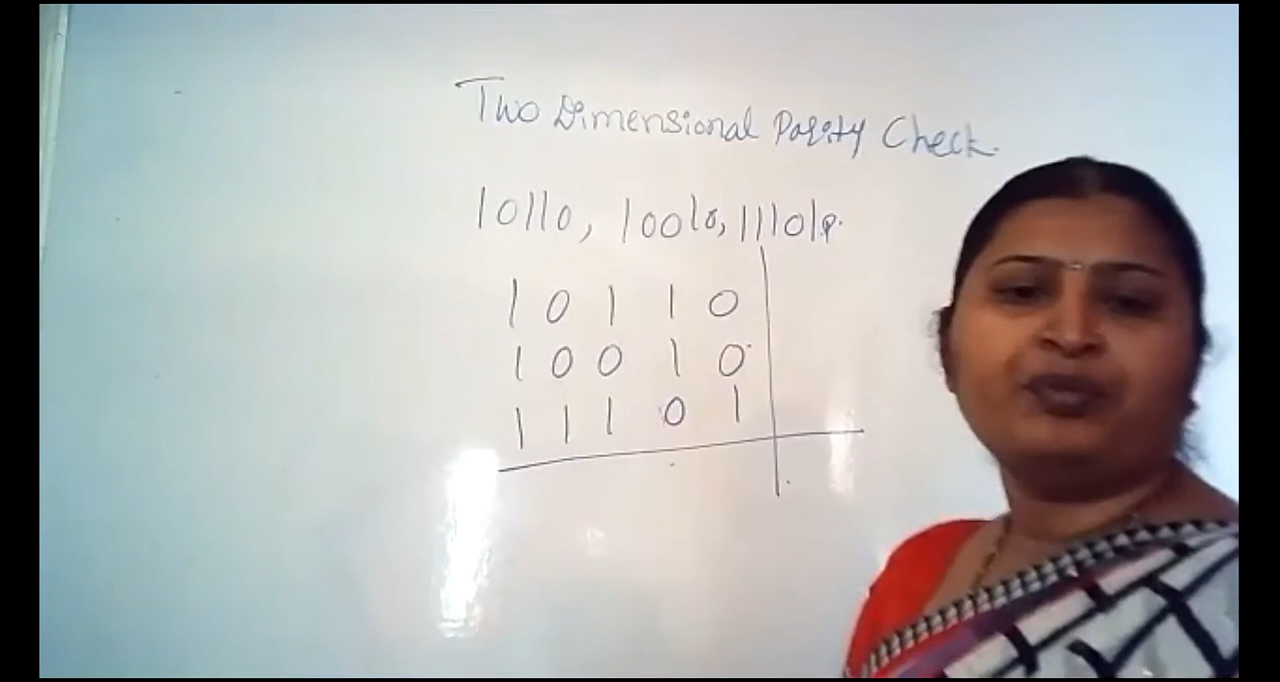 Two Dimensional Parity Check.
10110, 10010, 11101
1 0 1 1 0
1 0 0 1 0
1 1 1 0 1